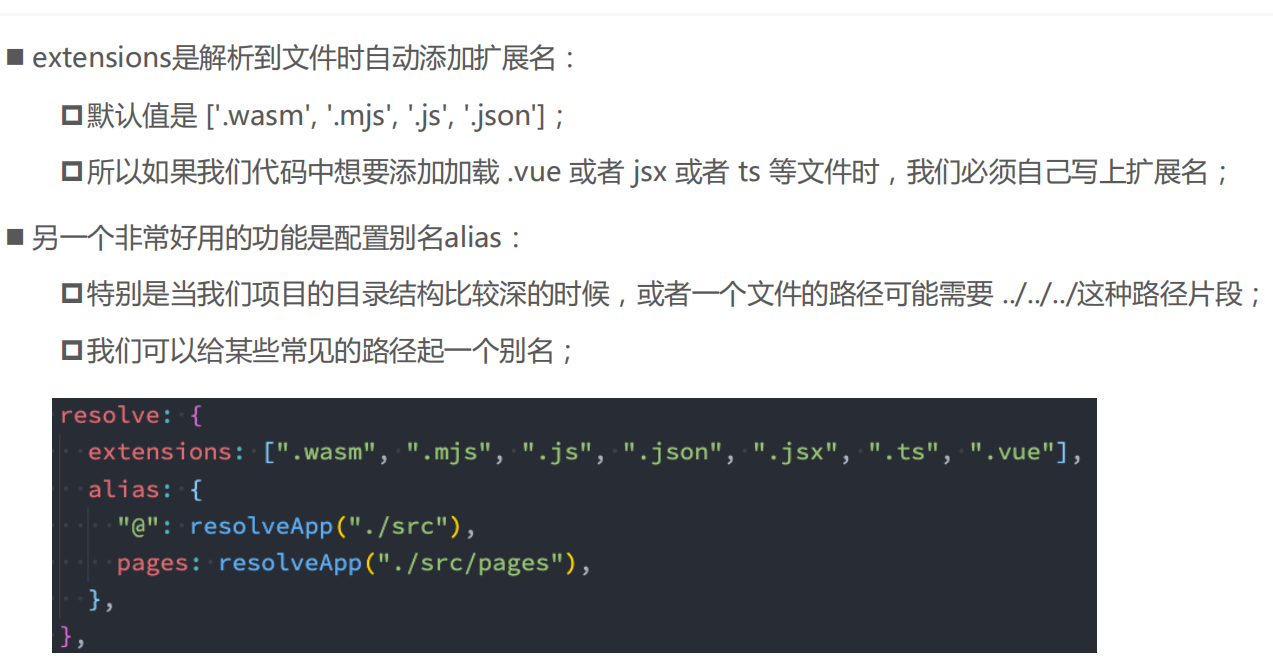 ■ extensions是解析到文件时自动添加扩展名：
默认值是 ['.wasm', '.mjs', '.js', '.json']；
所以如果我们代码中想要添加加载 .vue 或者 jsx 或者 ts 等文件时，我们必须自己写上扩展名；
■ 另一个非常好用的功能是配置别名alias：
特别是当我们项目的目录结构比较深的时候，或者一个文件的路径可能需要 ../../../这种路径片段；
我们可以给某些常见的路径起一个别名；
resolve: {
  extensions: [".wasm", ".mjs", ".js", ".json", ".jsx", ".ts", ".vue"],
  alias: {
    "@": resolveApp("./src"),
    pages: resolveApp("./src/pages"),
  },
},